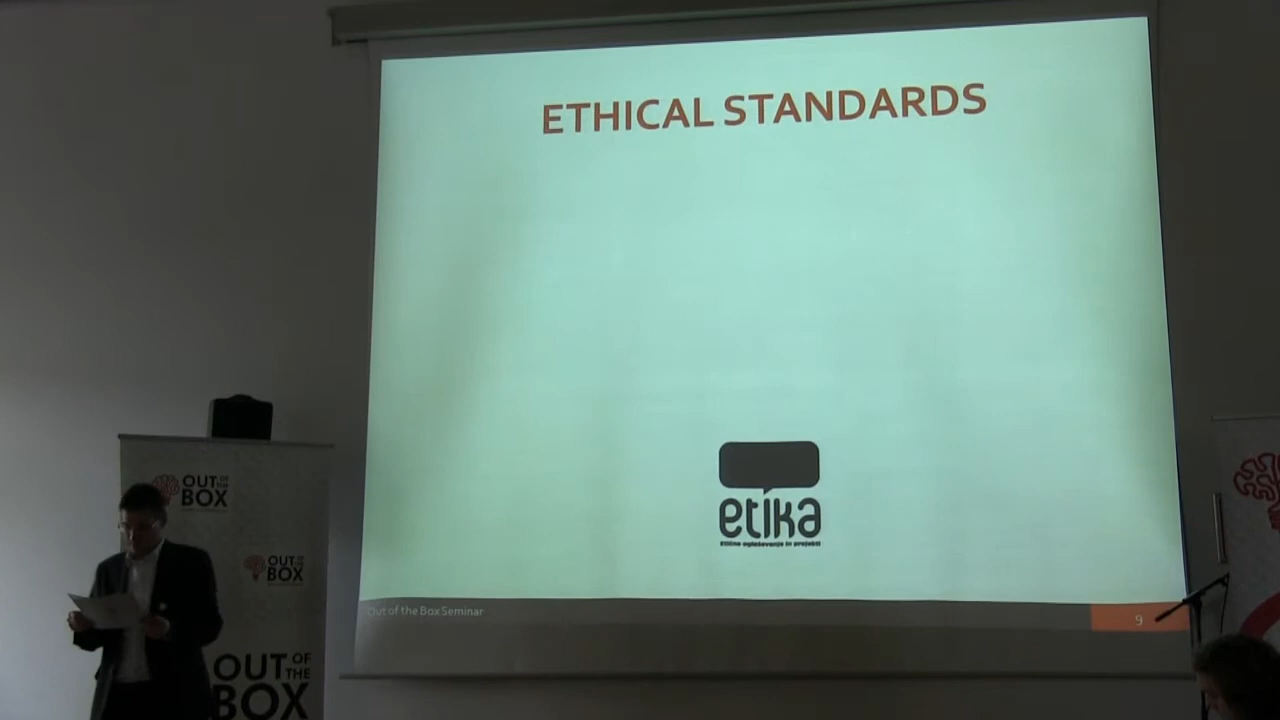 ETHICAL STANDARDS
etika
Etično oglaševanje in projekti
Out of the Box Seminar
9
OUT OF THE BOX
OUT OF THE BOX
OUT OF THE BOX